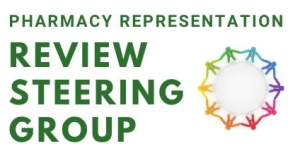 PHARMACY REPRESENTATION
REVIEW
STEERING
GROUP